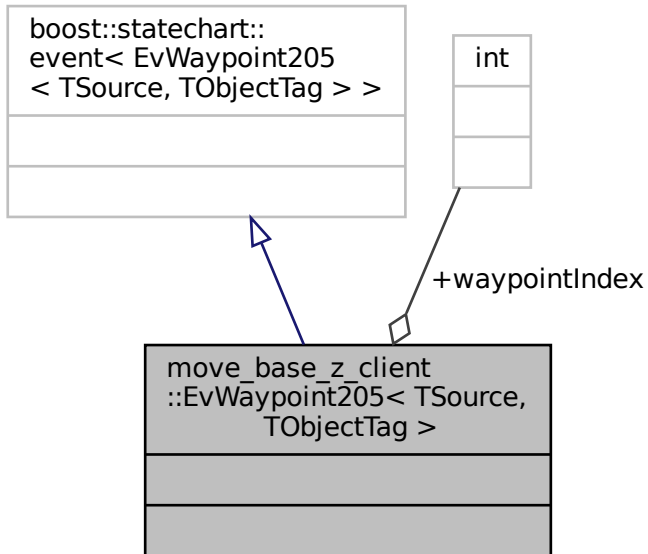 boost::statechart::
event< EvWaypoint205
< TSource, TObjectTag > >
int
+waypointIndex
move_base_z_client
::EvWaypoint205< TSource,
TObjectTag >